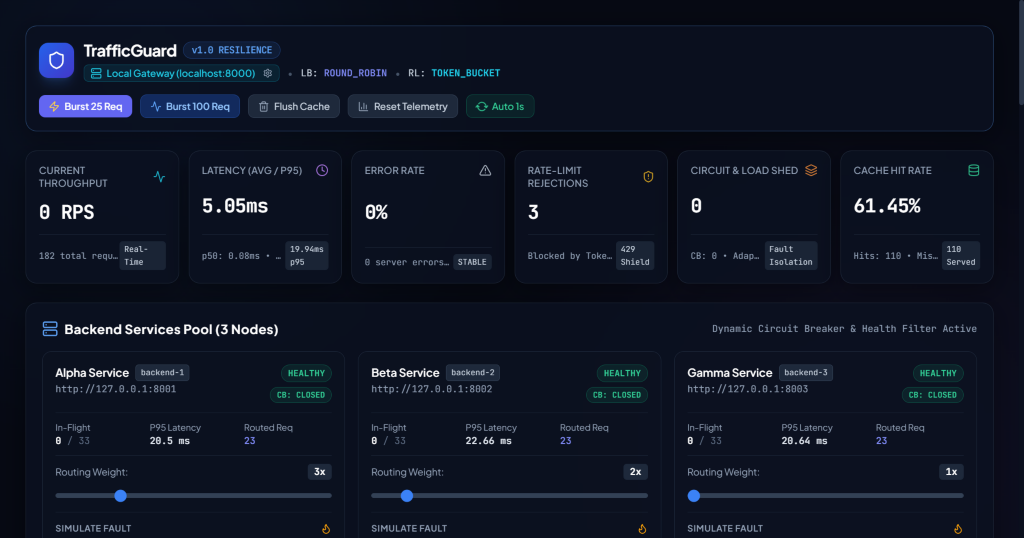 TrafficGuard v1.0 RESILIENCE
Local Gateway (localhost:8000) • LB: ROUND_ROBIN • RL: TOKEN_BUCKET
Burst 25 Req Burst 100 Req Flush Cache Reset Telemetry Auto 1s
CURRENT THROUGHPUT
0 RPS
182 total requ… Real-Time
LATENCY (AVG / P95)
5.05ms
p50: 0.08ms • … 19.94ms p95
ERROR RATE
0%
0 server errors… STABLE
RATE-LIMIT REJECTIONS
3
Blocked by Toke… 429 Shield
CIRCUIT & LOAD SHED
0
CB: 0 • Adap… Fault Isolation
CACHE HIT RATE
61.45%
Hits: 110 • Mis… 110 Served
Backend Services Pool (3 Nodes) Dynamic Circuit Breaker & Health Filter Active
Alpha Service backend-1 HEALTHY
http://127.0.0.1:8001 CB: CLOSED
In-Flight P95 Latency Routed Req
0 / 33 20.5 ms 23
Routing Weight: 3x
SIMULATE FAULT
Beta Service backend-2 HEALTHY
http://127.0.0.1:8002 CB: CLOSED
In-Flight P95 Latency Routed Req
0 / 33 22.66 ms 23
Routing Weight: 2x
SIMULATE FAULT
Gamma Service backend-3 HEALTHY
http://127.0.0.1:8003 CB: CLOSED
In-Flight P95 Latency Routed Req
0 / 33 20.64 ms 23
Routing Weight: 1x
SIMULATE FAULT